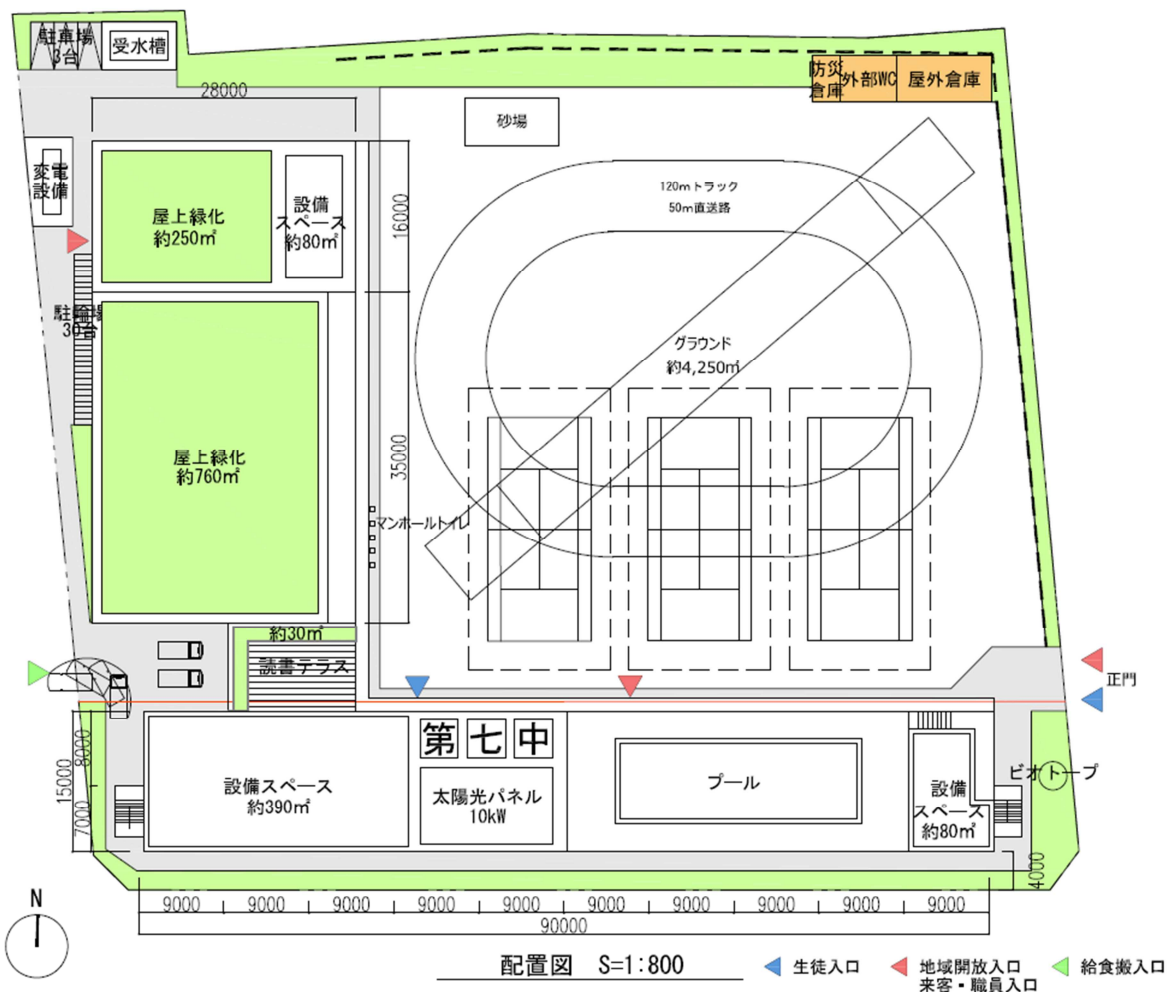 駐車場
3台
受水槽
防災
倉庫
外部WC
屋外倉庫
28000
砂場
変電
設備
屋上緑化
約250㎡
設備
スペース
約80㎡
16000
120mトラック
50m直送路
駐輪場
30台
グラウンド
約4,250㎡
屋上緑化
約760㎡
35000
マンホールトイレ
約30㎡
読書テラス
正門
第七中
設備スペース
約390㎡
太陽光パネル
10kW
プール
設備
スペース
約80㎡
ビオトープ
15000
8000
7000
4000
9000 9000 9000 9000 9000 9000 9000 9000 9000 9000
90000
N
配置図 S=1:800
生徒入口
地域開放入口
来客・職員入口
給食搬入口